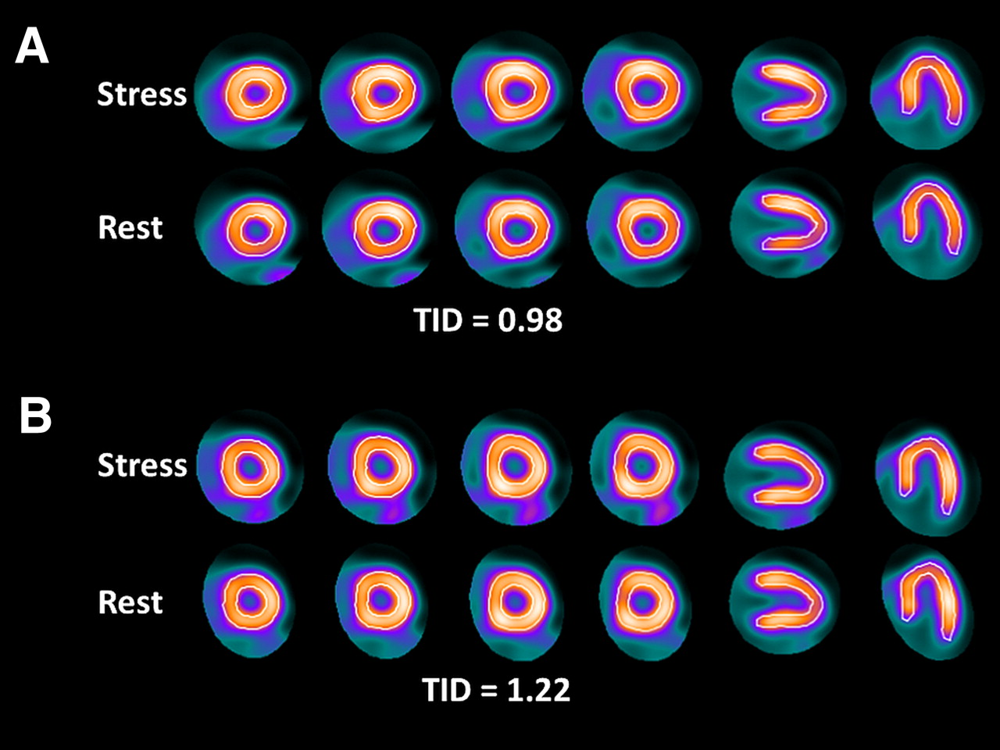 A
Stress
Rest
TID = 0.98
B
Stress
Rest
TID = 1.22